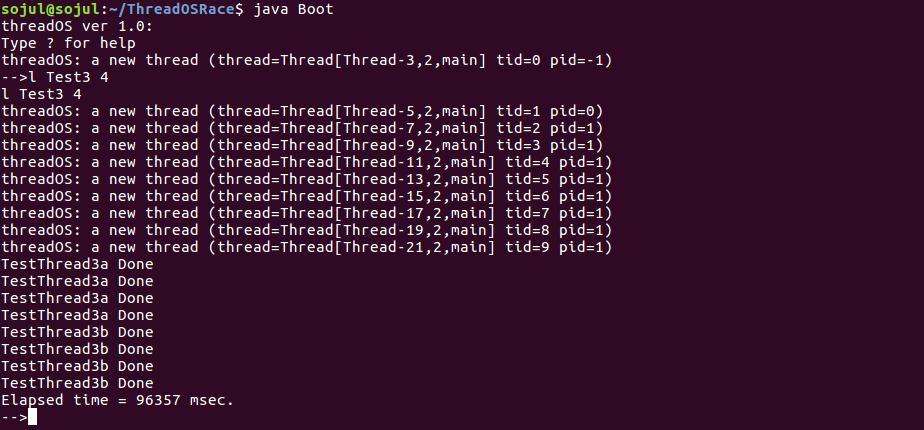 sojul@sojul:~/ThreadOSRace$ java Boot
threadOS ver 1.0:
Type ? for help
threadOS: a new thread (thread=Thread[Thread-3,2,main] tid=0 pid=-1)
-->l Test3 4
l Test3 4
threadOS: a new thread (thread=Thread[Thread-5,2,main] tid=1 pid=0)
threadOS: a new thread (thread=Thread[Thread-7,2,main] tid=2 pid=1)
threadOS: a new thread (thread=Thread[Thread-9,2,main] tid=3 pid=1)
threadOS: a new thread (thread=Thread[Thread-11,2,main] tid=4 pid=1)
threadOS: a new thread (thread=Thread[Thread-13,2,main] tid=5 pid=1)
threadOS: a new thread (thread=Thread[Thread-15,2,main] tid=6 pid=1)
threadOS: a new thread (thread=Thread[Thread-17,2,main] tid=7 pid=1)
threadOS: a new thread (thread=Thread[Thread-19,2,main] tid=8 pid=1)
threadOS: a new thread (thread=Thread[Thread-21,2,main] tid=9 pid=1)
TestThread3a Done
TestThread3a Done
TestThread3a Done
TestThread3a Done
TestThread3b Done
TestThread3b Done
TestThread3b Done
TestThread3b Done
Elapsed time = 96357 msec.
-->